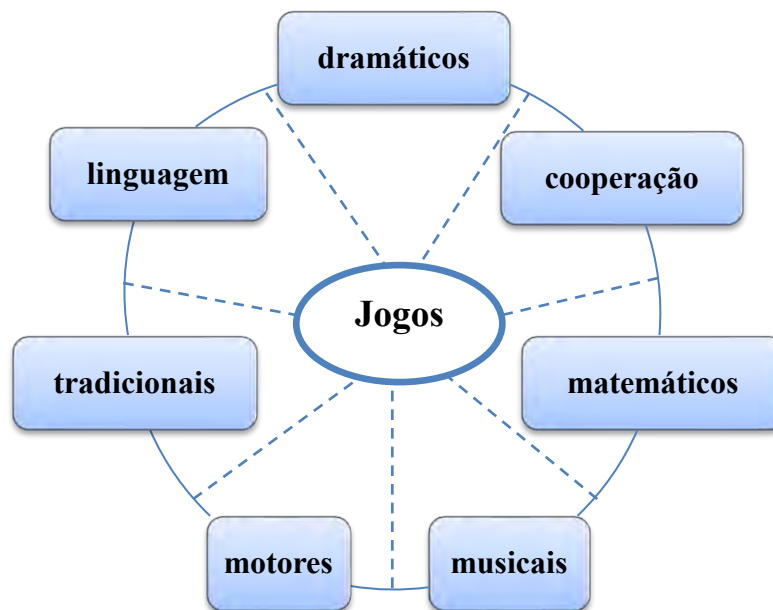 dramáticos
linguagem
cooperação
Jogos
tradicionais
matemáticos
motores
musicais